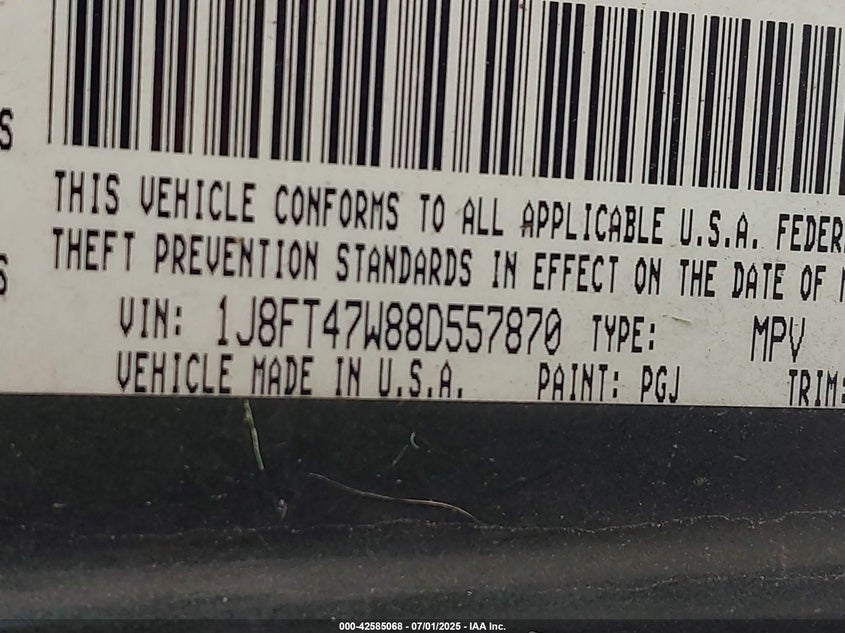 S
THIS VEHICLE CONFORMS TO ALL APPLICABLE U.S.A. FEDER
THEFT PREVENTION STANDARDS IN EFFECT ON THE DATE OF
S
VIN: 1J8FT47W88D557870 TYPE: MPV
VEHICLE MADE IN U.S.A. PAINT: PGJ TRIM:
000-42585068 - 07/01/2025 - IAA Inc.